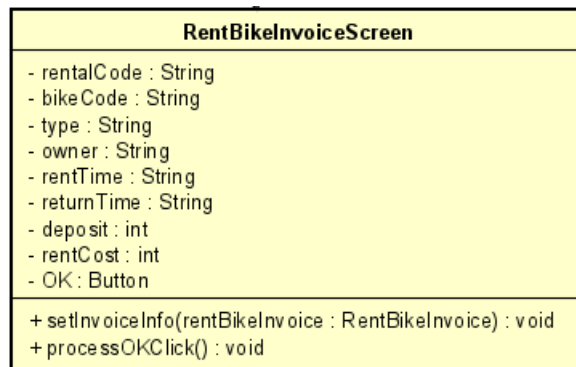 RentBikeInvoiceScreen
- rentalCode : String
- bikeCode : String
- type : String
- owner : String
- rentTime : String
- returnTime : String
- deposit : int
- rentCost : int
- OK : Button
+ setInvoiceInfo(rentBikeInvoice : RentBikeInvoice) : void
+ processOKClick() : void